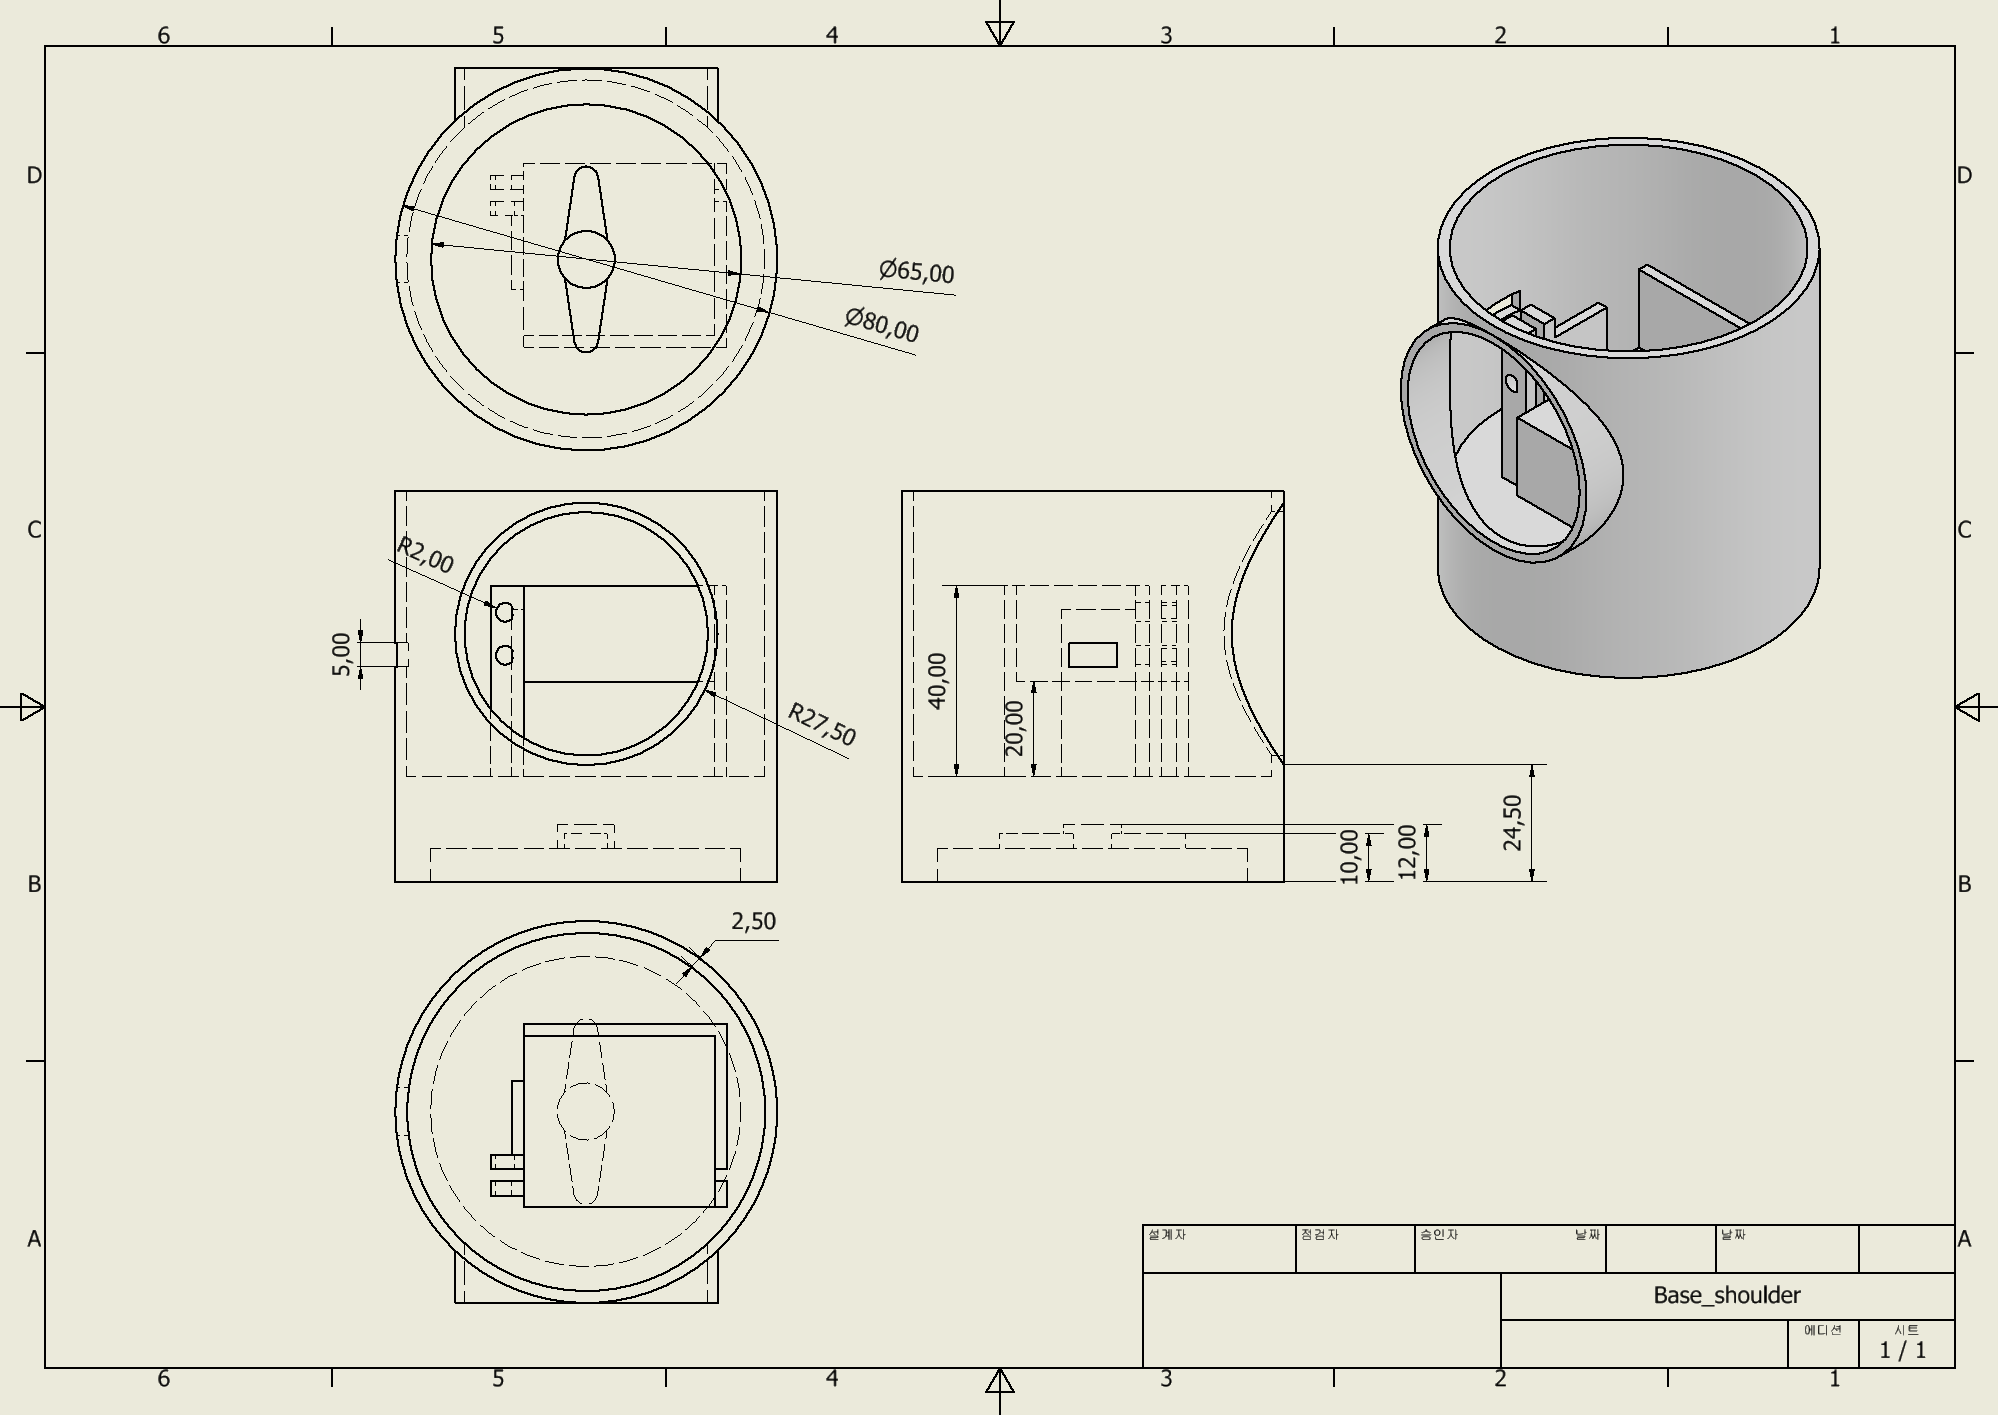 6 5 4 3 2 1
D D
Ø65,00
Ø80,00
C C
R2,00
5,00
R27,50
40,00
20,00
24,50
10,00
12,00
B B
2,50
A A
설계자 점검자 승인자 날짜 날짜
Base_shoulder
에디션 시트
1 / 1
6 5 4 3 2 1